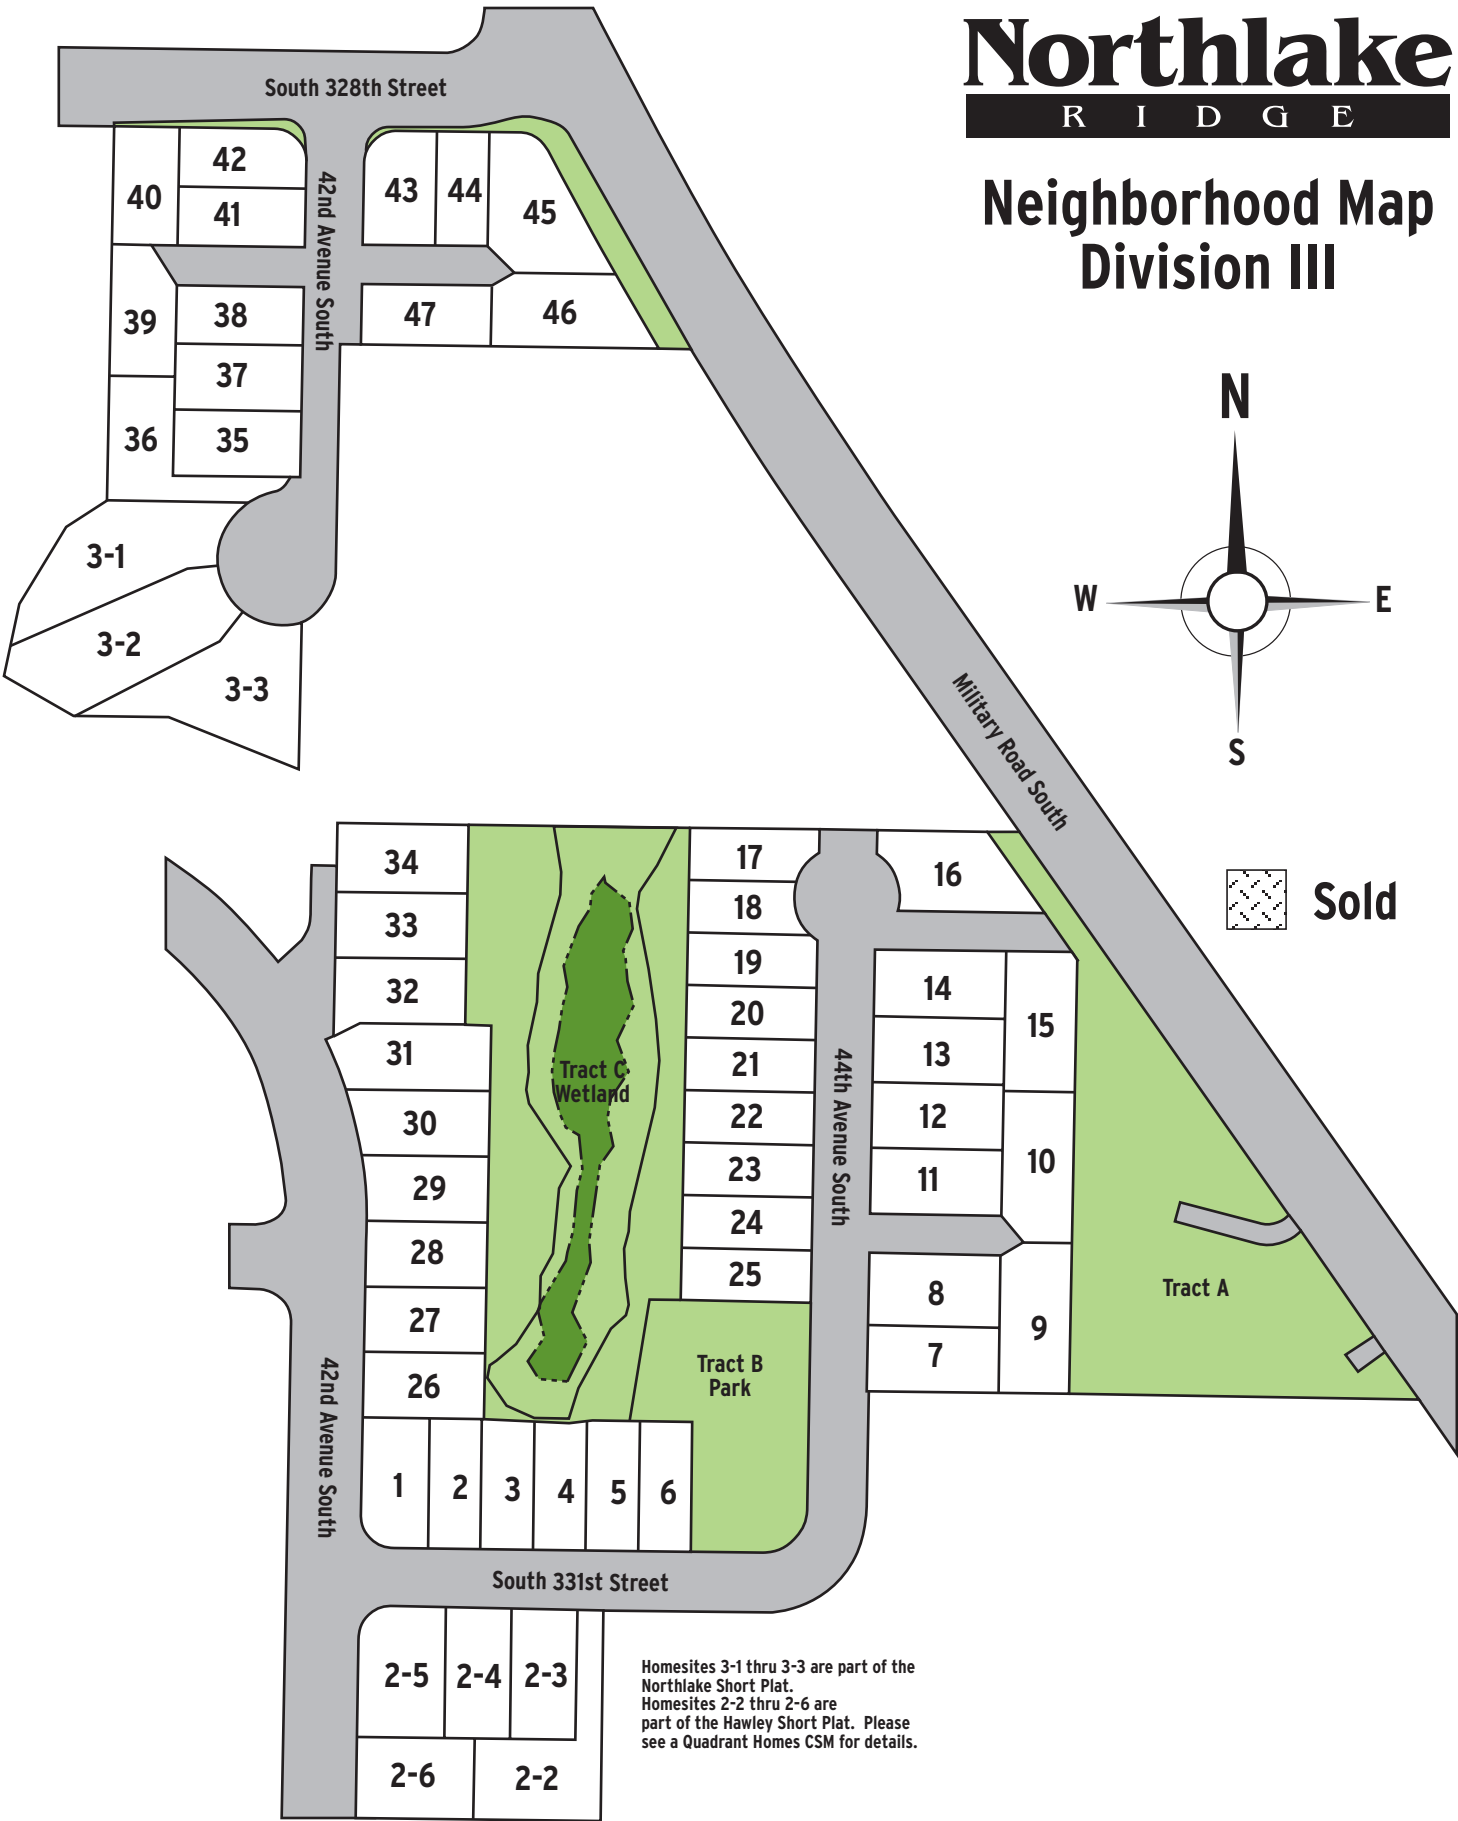 Northlake
RIDGE
Neighborhood Map
Division III
South 328th Street
42nd Avenue South
42
40
41
43
44
45
39
38
47
46
37
36
35
3-1
3-2
3-3
N
W
E
S
Military Road South
Sold
34
33
32
31
30
29
28
27
26
Tract C
Wetland
17
18
19
20
21
22
23
24
25
16
14
13
12
11
15
10
8
7
9
44th Avenue South
Tract A
Tract B
Park
42nd Avenue South
1
2
3
4
5
6
South 331st Street
2-5
2-4
2-3
2-6
2-2
Homesites 3-1 thru 3-3 are part of the
Northlake Short Plat.
Homesites 2-2 thru 2-6 are
part of the Hawley Short Plat. Please
see a Quadrant Homes CSM for details.